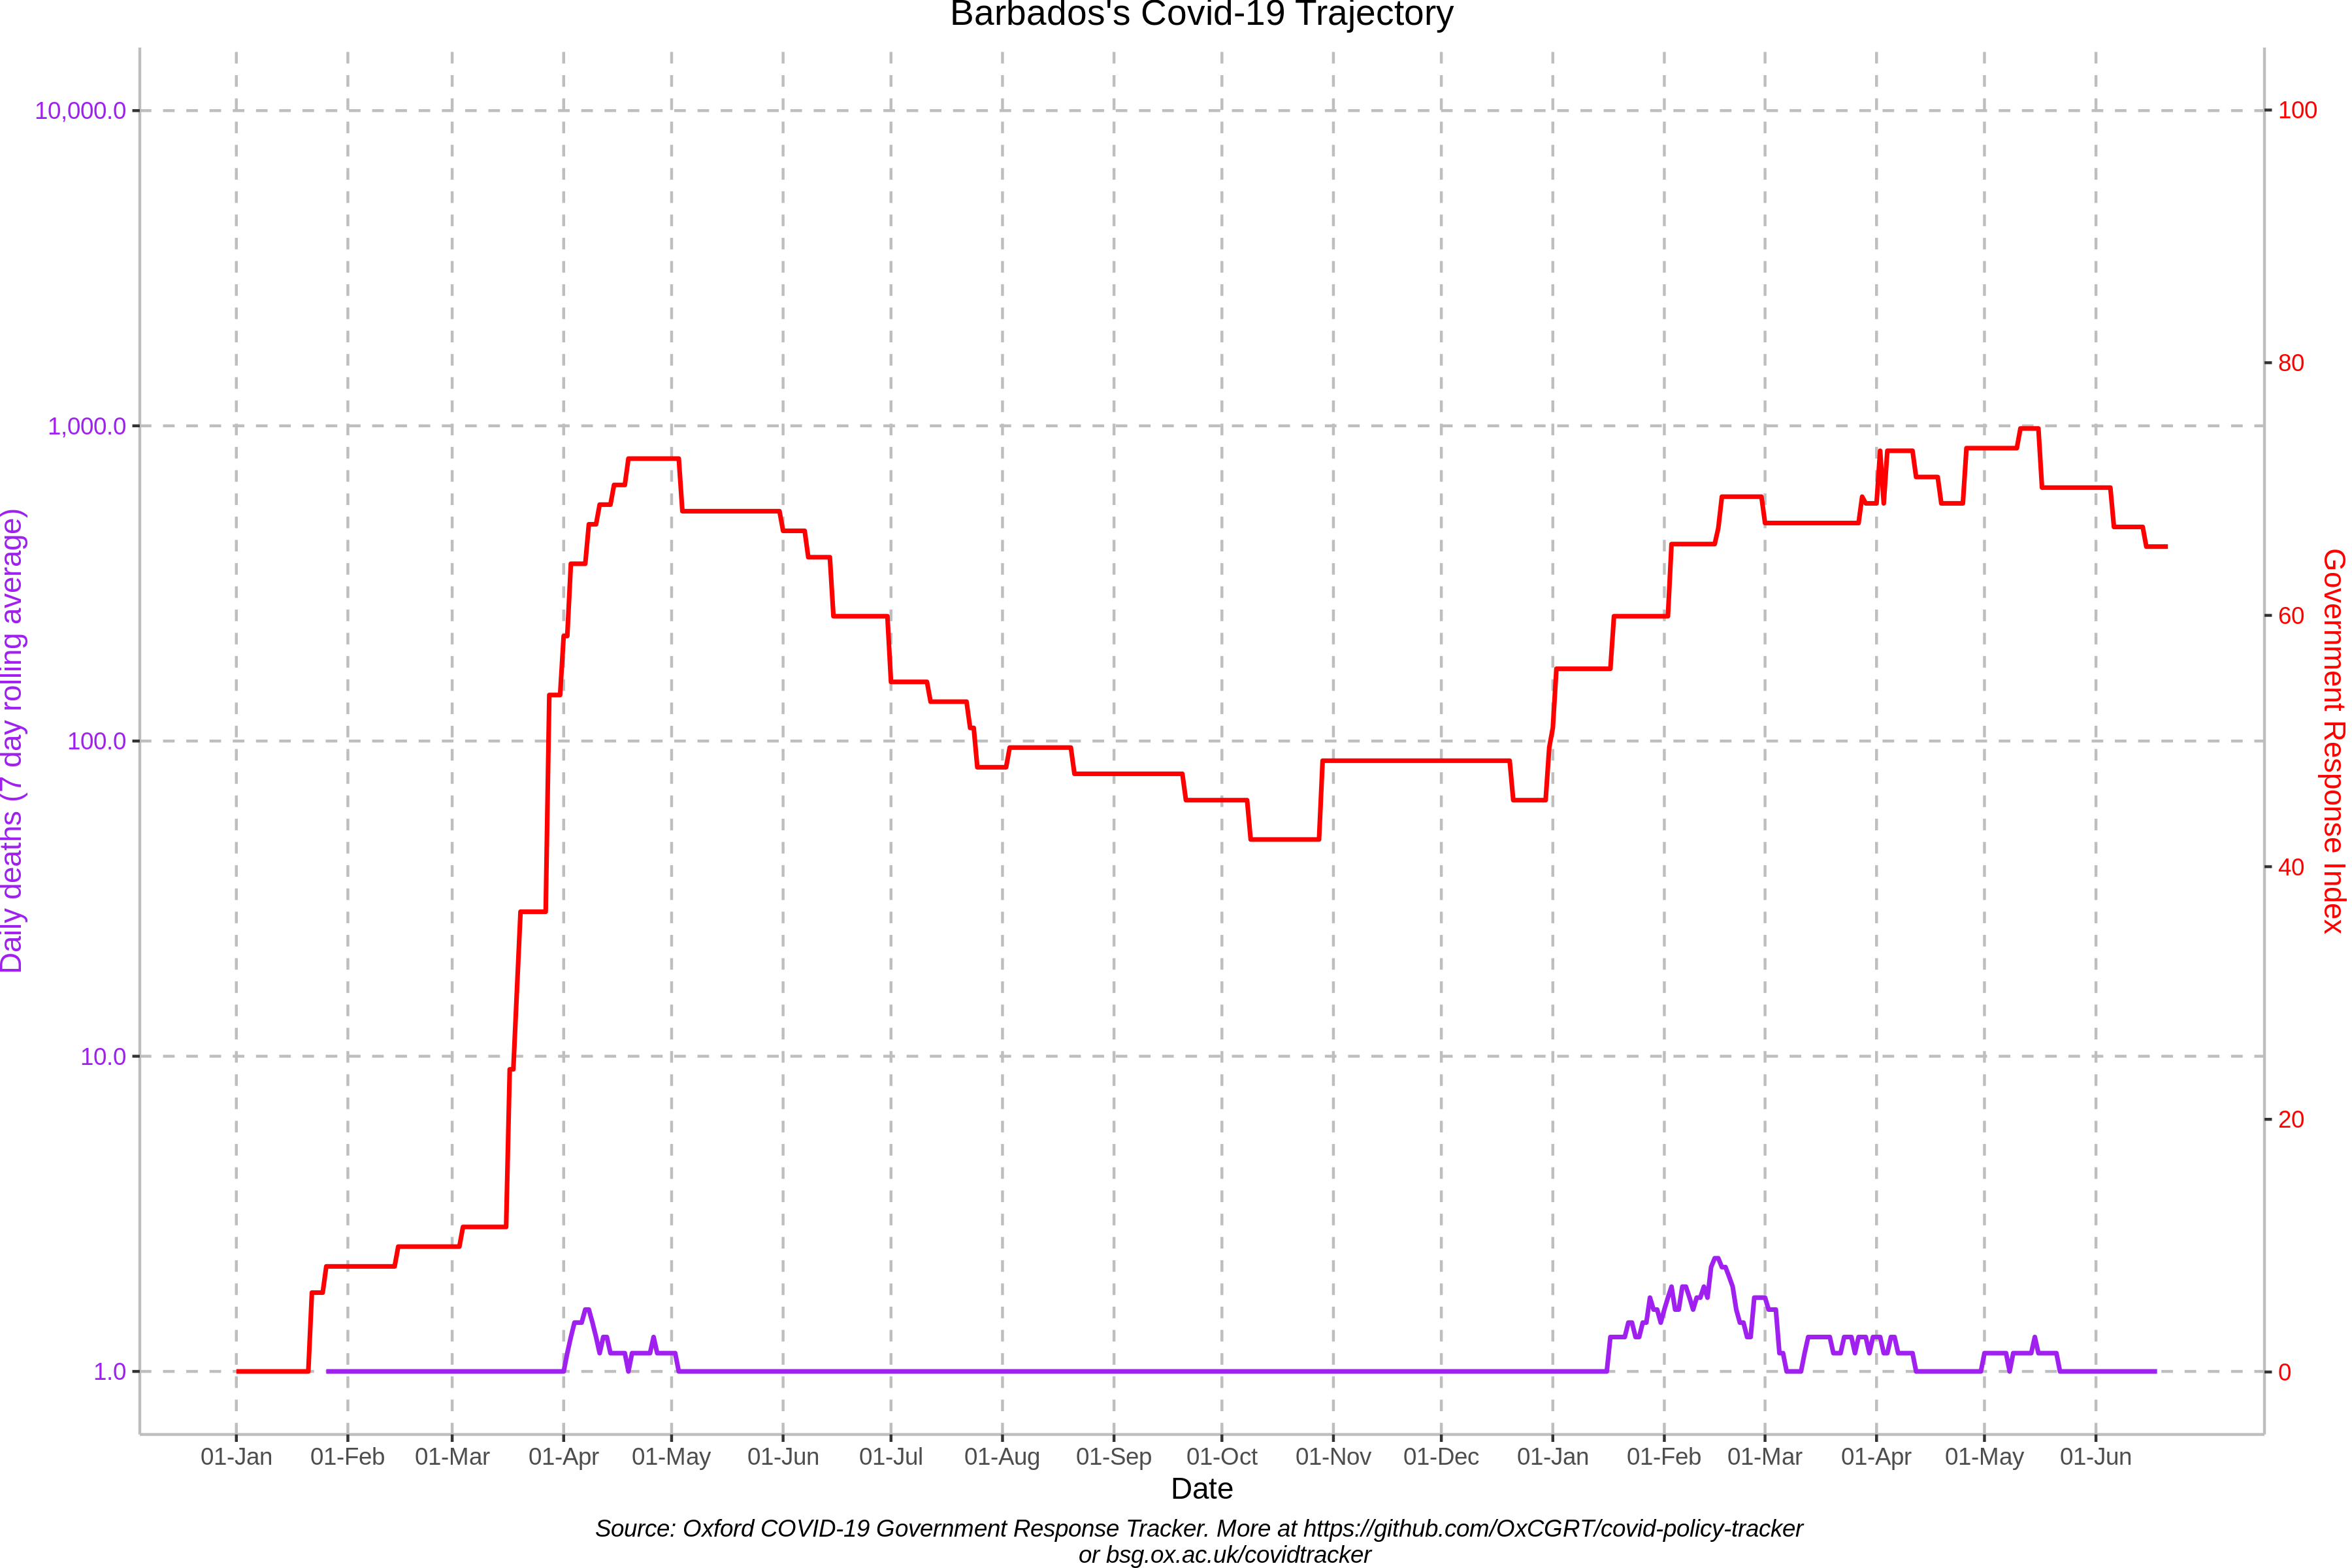 Barbados's Covid-19 Trajectory
10,000.0
1,000.0
100.0
10.0
1.0
Daily deaths (7 day rolling average)
100
80
60
40
20
0
Government Response Index
01-Jan 01-Feb 01-Mar 01-Apr 01-May 01-Jun 01-Jul 01-Aug 01-Sep 01-Oct 01-Nov 01-Dec 01-Jan 01-Feb 01-Mar 01-Apr 01-May 01-Jun
Date
Source: Oxford COVID-19 Government Response Tracker. More at https://github.com/OxCGRT/covid-policy-tracker
or bsg.ox.ac.uk/covidtracker